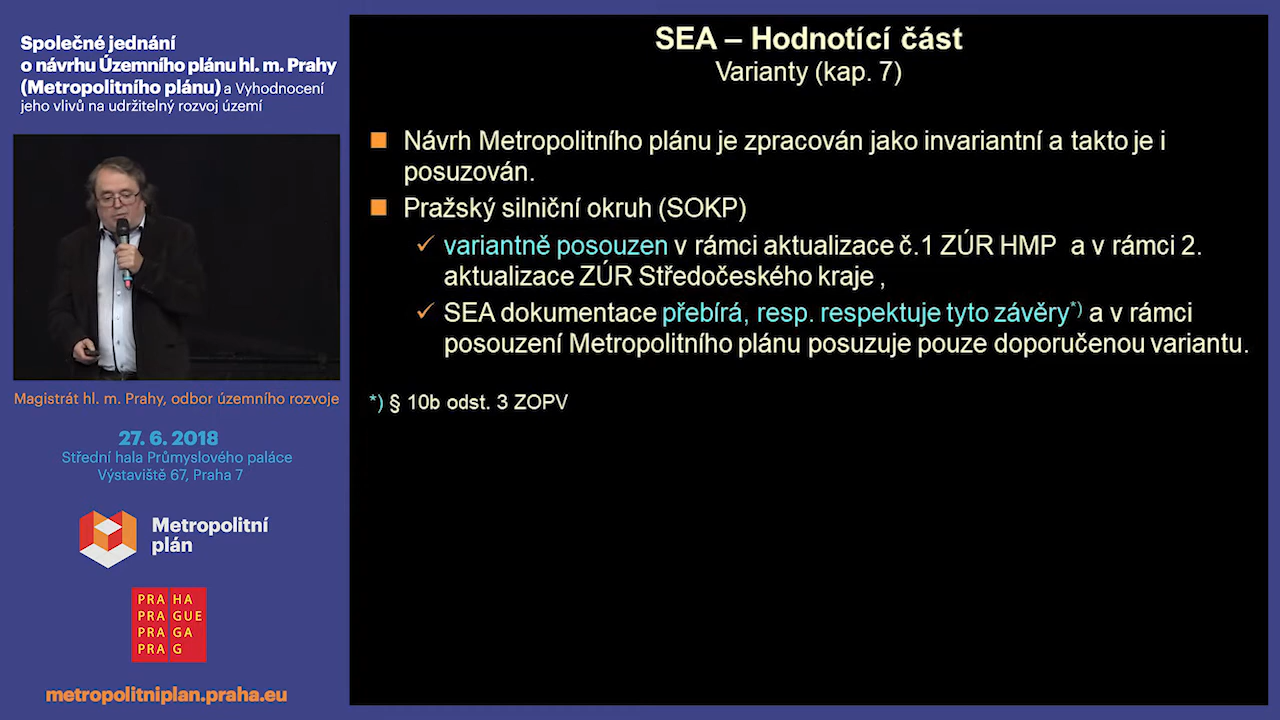 Společné jednání
o návrhu Územního plánu hl. m. Prahy
(Metropolitního plánu) a Vyhodnocení
jeho vlivů na udržitelný rozvoj území
Magistrát hl. m. Prahy, odbor územního rozvoje
27. 6. 2018
Střední hala Průmyslového paláce
Výstaviště 67, Praha 7
Metropolitní
plán
PRA HA
PRA GUE
PRA GA
PRA G
metropolitniplan.praha.eu
SEA – Hodnotící část
Varianty (kap. 7)
Návrh Metropolitního plánu je zpracován jako invariantní a takto je i
posuzován.
Pražský silniční okruh (SOKP)
✓ variantně posouzen v rámci aktualizace č.1 ZÚR HMP a v rámci 2.
aktualizace ZÚR Středočeského kraje ,
✓ SEA dokumentace přebírá, resp. respektuje tyto závěry*) a v rámci
posouzení Metropolitního plánu posuzuje pouze doporučenou variantu.
*) § 10b odst. 3 ZOPV